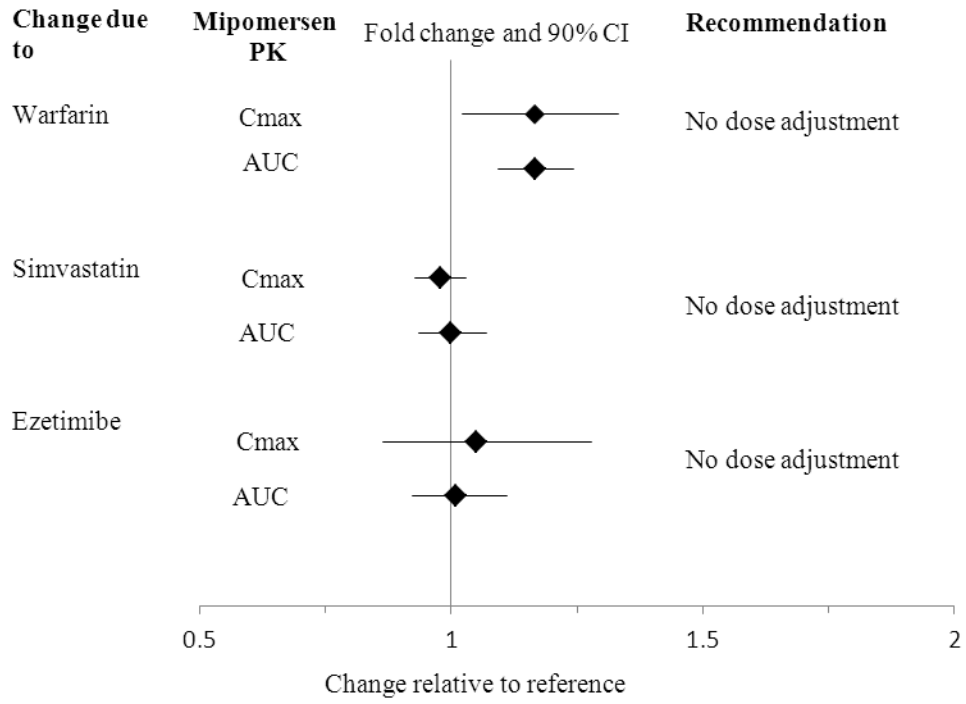 Change due to
Mipomersen PK
Fold change and 90% CI
Recommendation
Warfarin
Cmax
No dose adjustment
AUC
Simvastatin
Cmax
No dose adjustment
AUC
Ezetimibe
Cmax
No dose adjustment
AUC
0.5 1 1.5 2
Change relative to reference